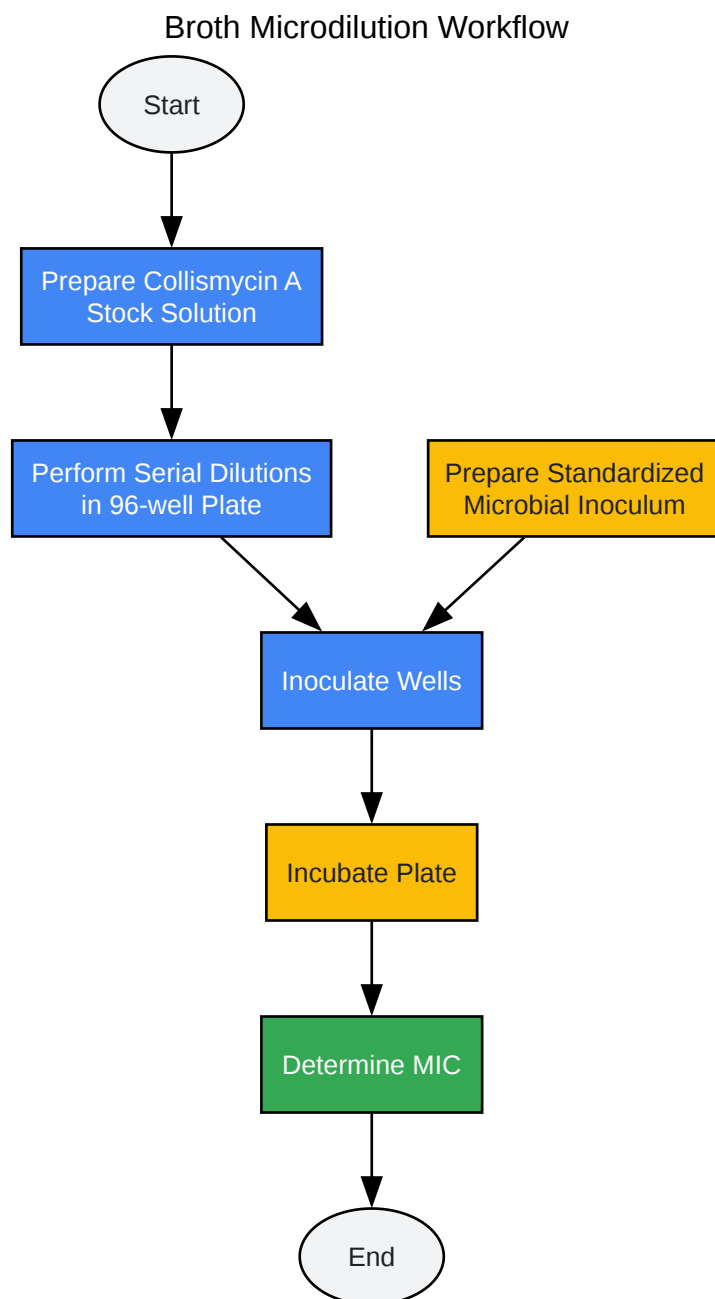 Broth Microdilution Workflow
Start
Prepare Collismycin A
Stock Solution
Perform Serial Dilutions
in 96-well Plate
Prepare Standardized
Microbial Inoculum
Inoculate Wells
Incubate Plate
Determine MIC
End